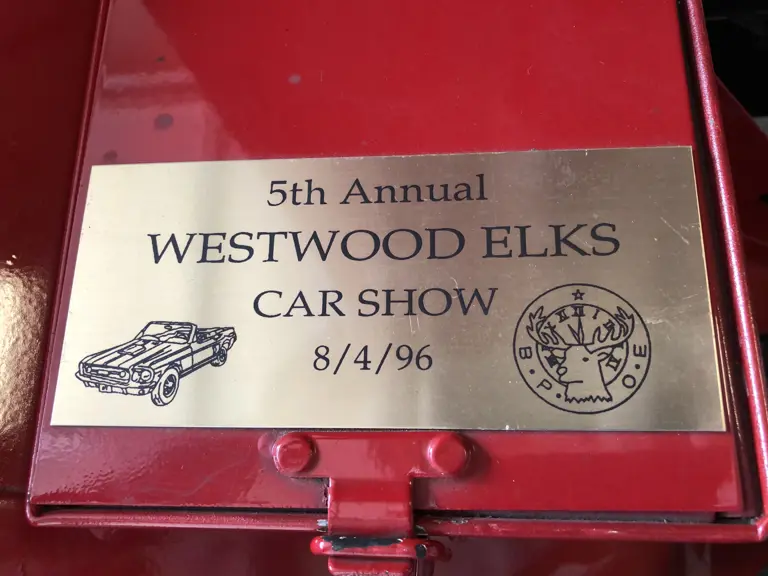 5th Annual
WESTWOOD ELKS
CAR SHOW
8/4/96
B.P.O.E